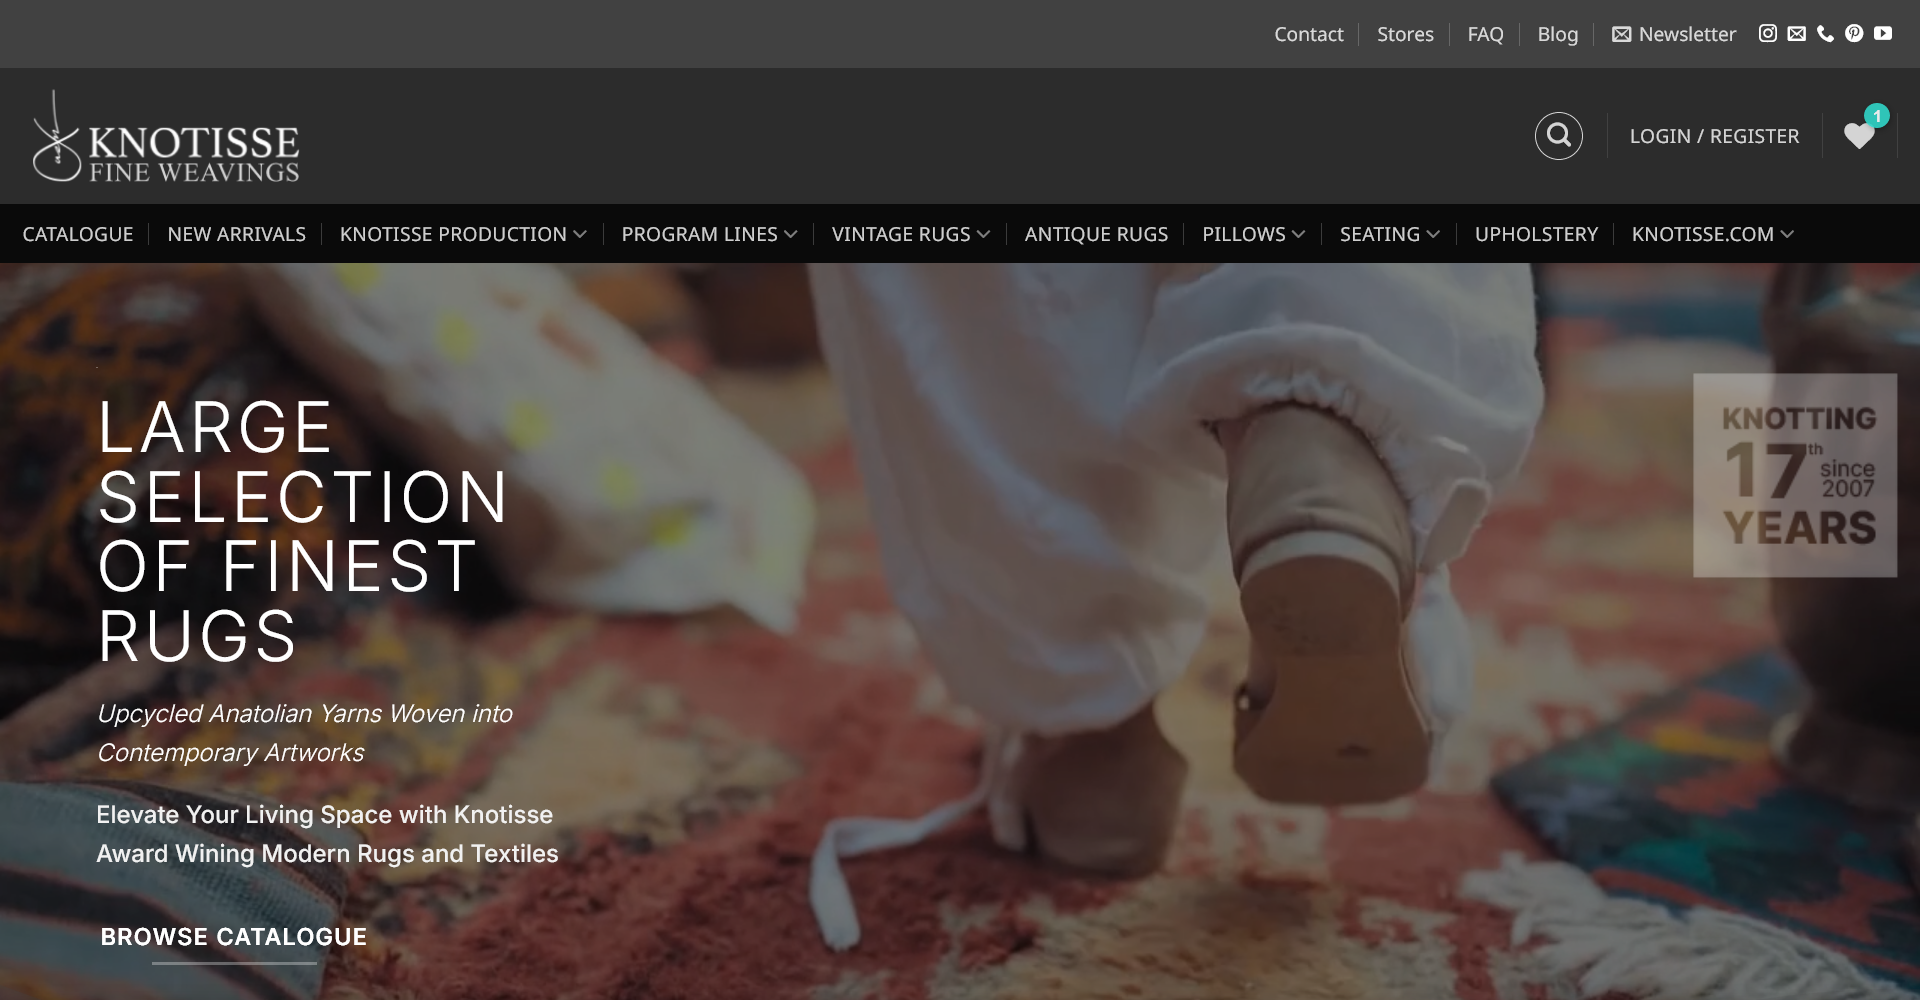 Contact
Stores
FAQ
Blog
Newsletter
KNOTISSE
FINE WEAVINGS
LOGIN / REGISTER
1
CATALOGUE
NEW ARRIVALS
KNOTISSE PRODUCTION
PROGRAM LINES
VINTAGE RUGS
ANTIQUE RUGS
PILLOWS
SEATING
UPHOLSTERY
KNOTISSE.COM
LARGE
SELECTION
OF FINEST
RUGS
Upcycled Anatolian Yarns Woven into
Contemporary Artworks
Elevate Your Living Space with Knotisse
Award Wining Modern Rugs and Textiles
BROWSE CATALOGUE
KNOTTING
17th since
2007
YEARS